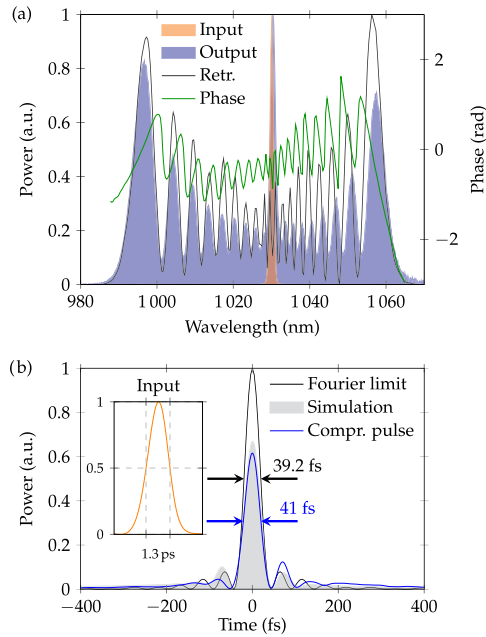 (a)
1
0.8
0.6
0.4
0.2
0
Power (a.u.)
Input
Output
Retr.
Phase
2
0
−2
Phase (rad)
980
1 000
1 020
1 040
1 060
Wavelength (nm)
(b)
1
0.8
0.6
0.4
0.2
0
Power (a.u.)
Input
1
0.5
0
1.3 ps
Fourier limit
Simulation
Compr. pulse
39.2 fs
41 fs
−400
−200
0
200
400
Time (fs)